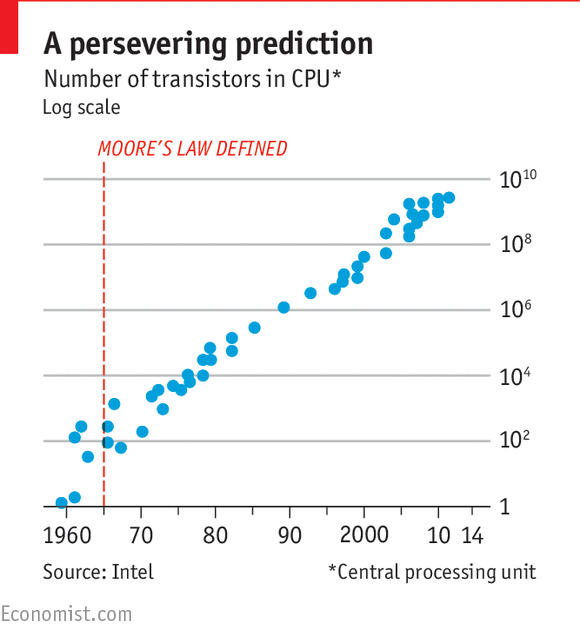 A persevering prediction
Number of transistors in CPU*
Log scale
MOORE'S LAW DEFINED
10¹⁰
10⁸
10⁶
10⁴
10²
1
1960 70 80 90 2000 10 14
Source: Intel *Central processing unit
Economist.com